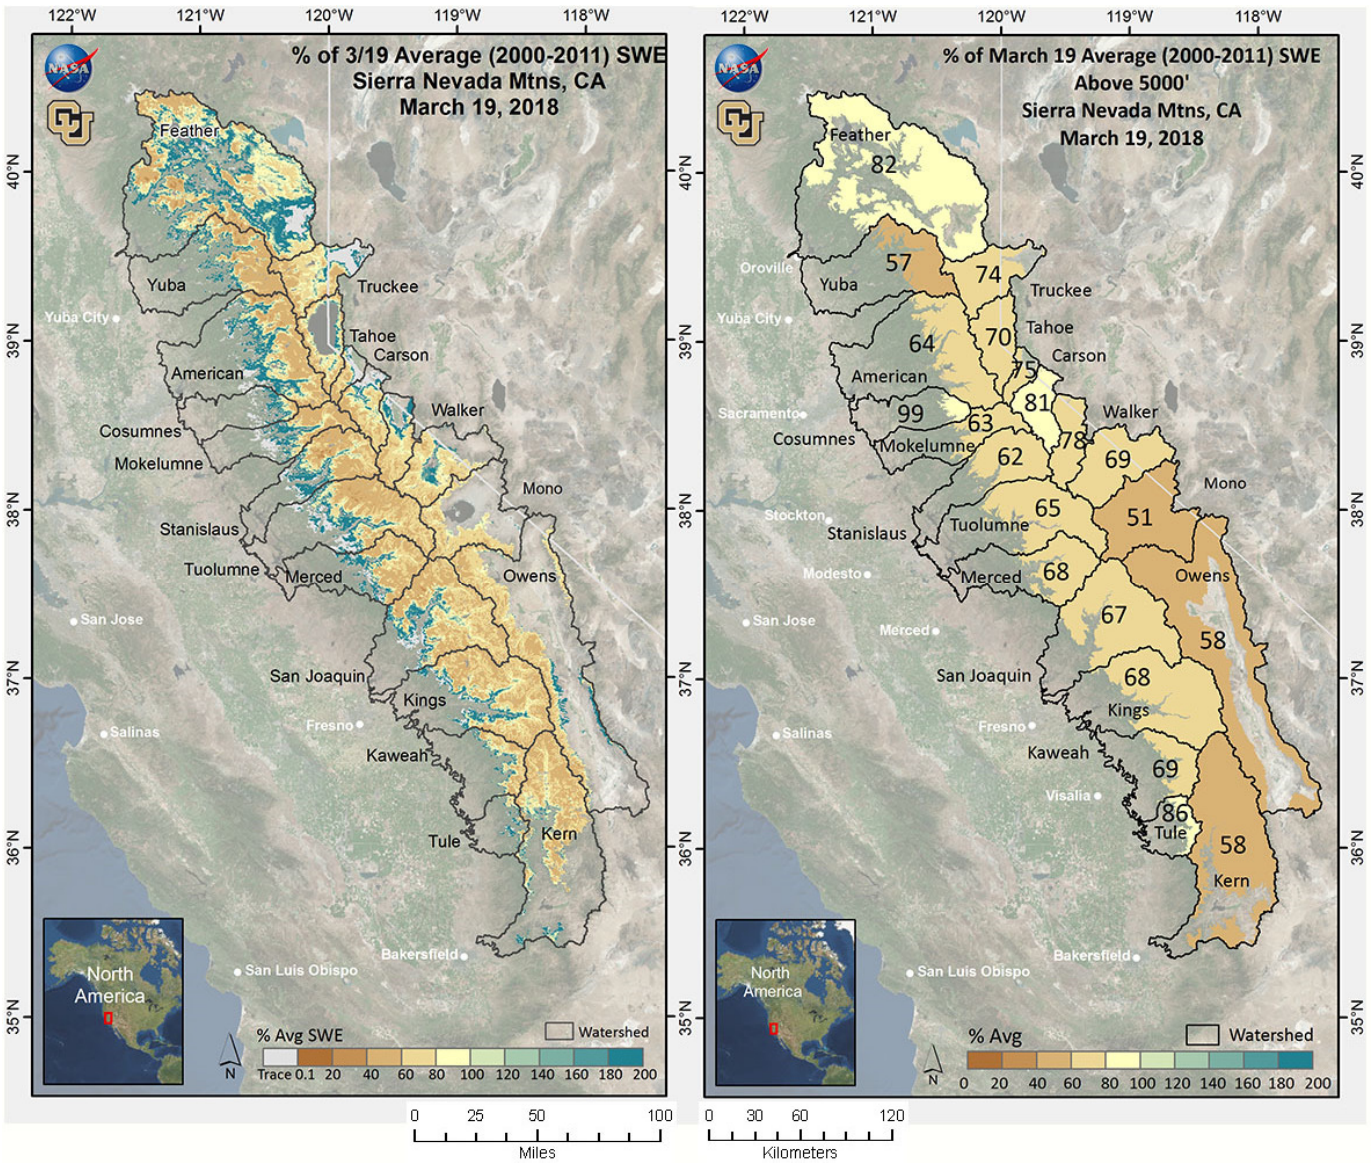 122°W 121°W 120°W 119°W 118°W
% of 3/19 Average (2000-2011) SWE
Sierra Nevada Mtns, CA
March 19, 2018
NASA
CU
Feather
40°N
Yuba
Truckee
Yuba City
39°N
Tahoe
Carson
American
Walker
Cosumnes
Mokelumne
Mono
38°N
Stanislaus
Tuolumne
Merced
Owens
San Jose
37°N
San Joaquin
Kings
Salinas
Fresno
Kaweah
36°N
Tule
Kern
Bakersfield
San Luis Obispo
North
America
35°N
% Avg SWE
Watershed
N
Trace 0.1 20 40 60 80 100 120 140 160 180 200
0 25 50 100
Miles
122°W 121°W 120°W 119°W 118°W
% of March 19 Average (2000-2011) SWE
Above 5000'
Sierra Nevada Mtns, CA
March 19, 2018
NASA
CU
Feather
82
40°N
Oroville
57
74
Yuba
Truckee
Yuba City
Tahoe
39°N
64
70
Carson
75
American
81
Sacramento
99
63
Walker
Cosumnes
Mokelumne
78
62
69
Mono
38°N
Stockton
65
51
Stanislaus
Tuolumne
Modesto
Merced
68
Owens
San Jose
Merced
67
58
37°N
San Joaquin
68
Kings
Salinas
Fresno
Kaweah
69
Visalia
86
Tule
36°N
58
Kern
Bakersfield
San Luis Obispo
North
America
35°N
% Avg
Watershed
N
0 20 40 60 80 100 120 140 160 180 200
0 30 60 120
Kilometers